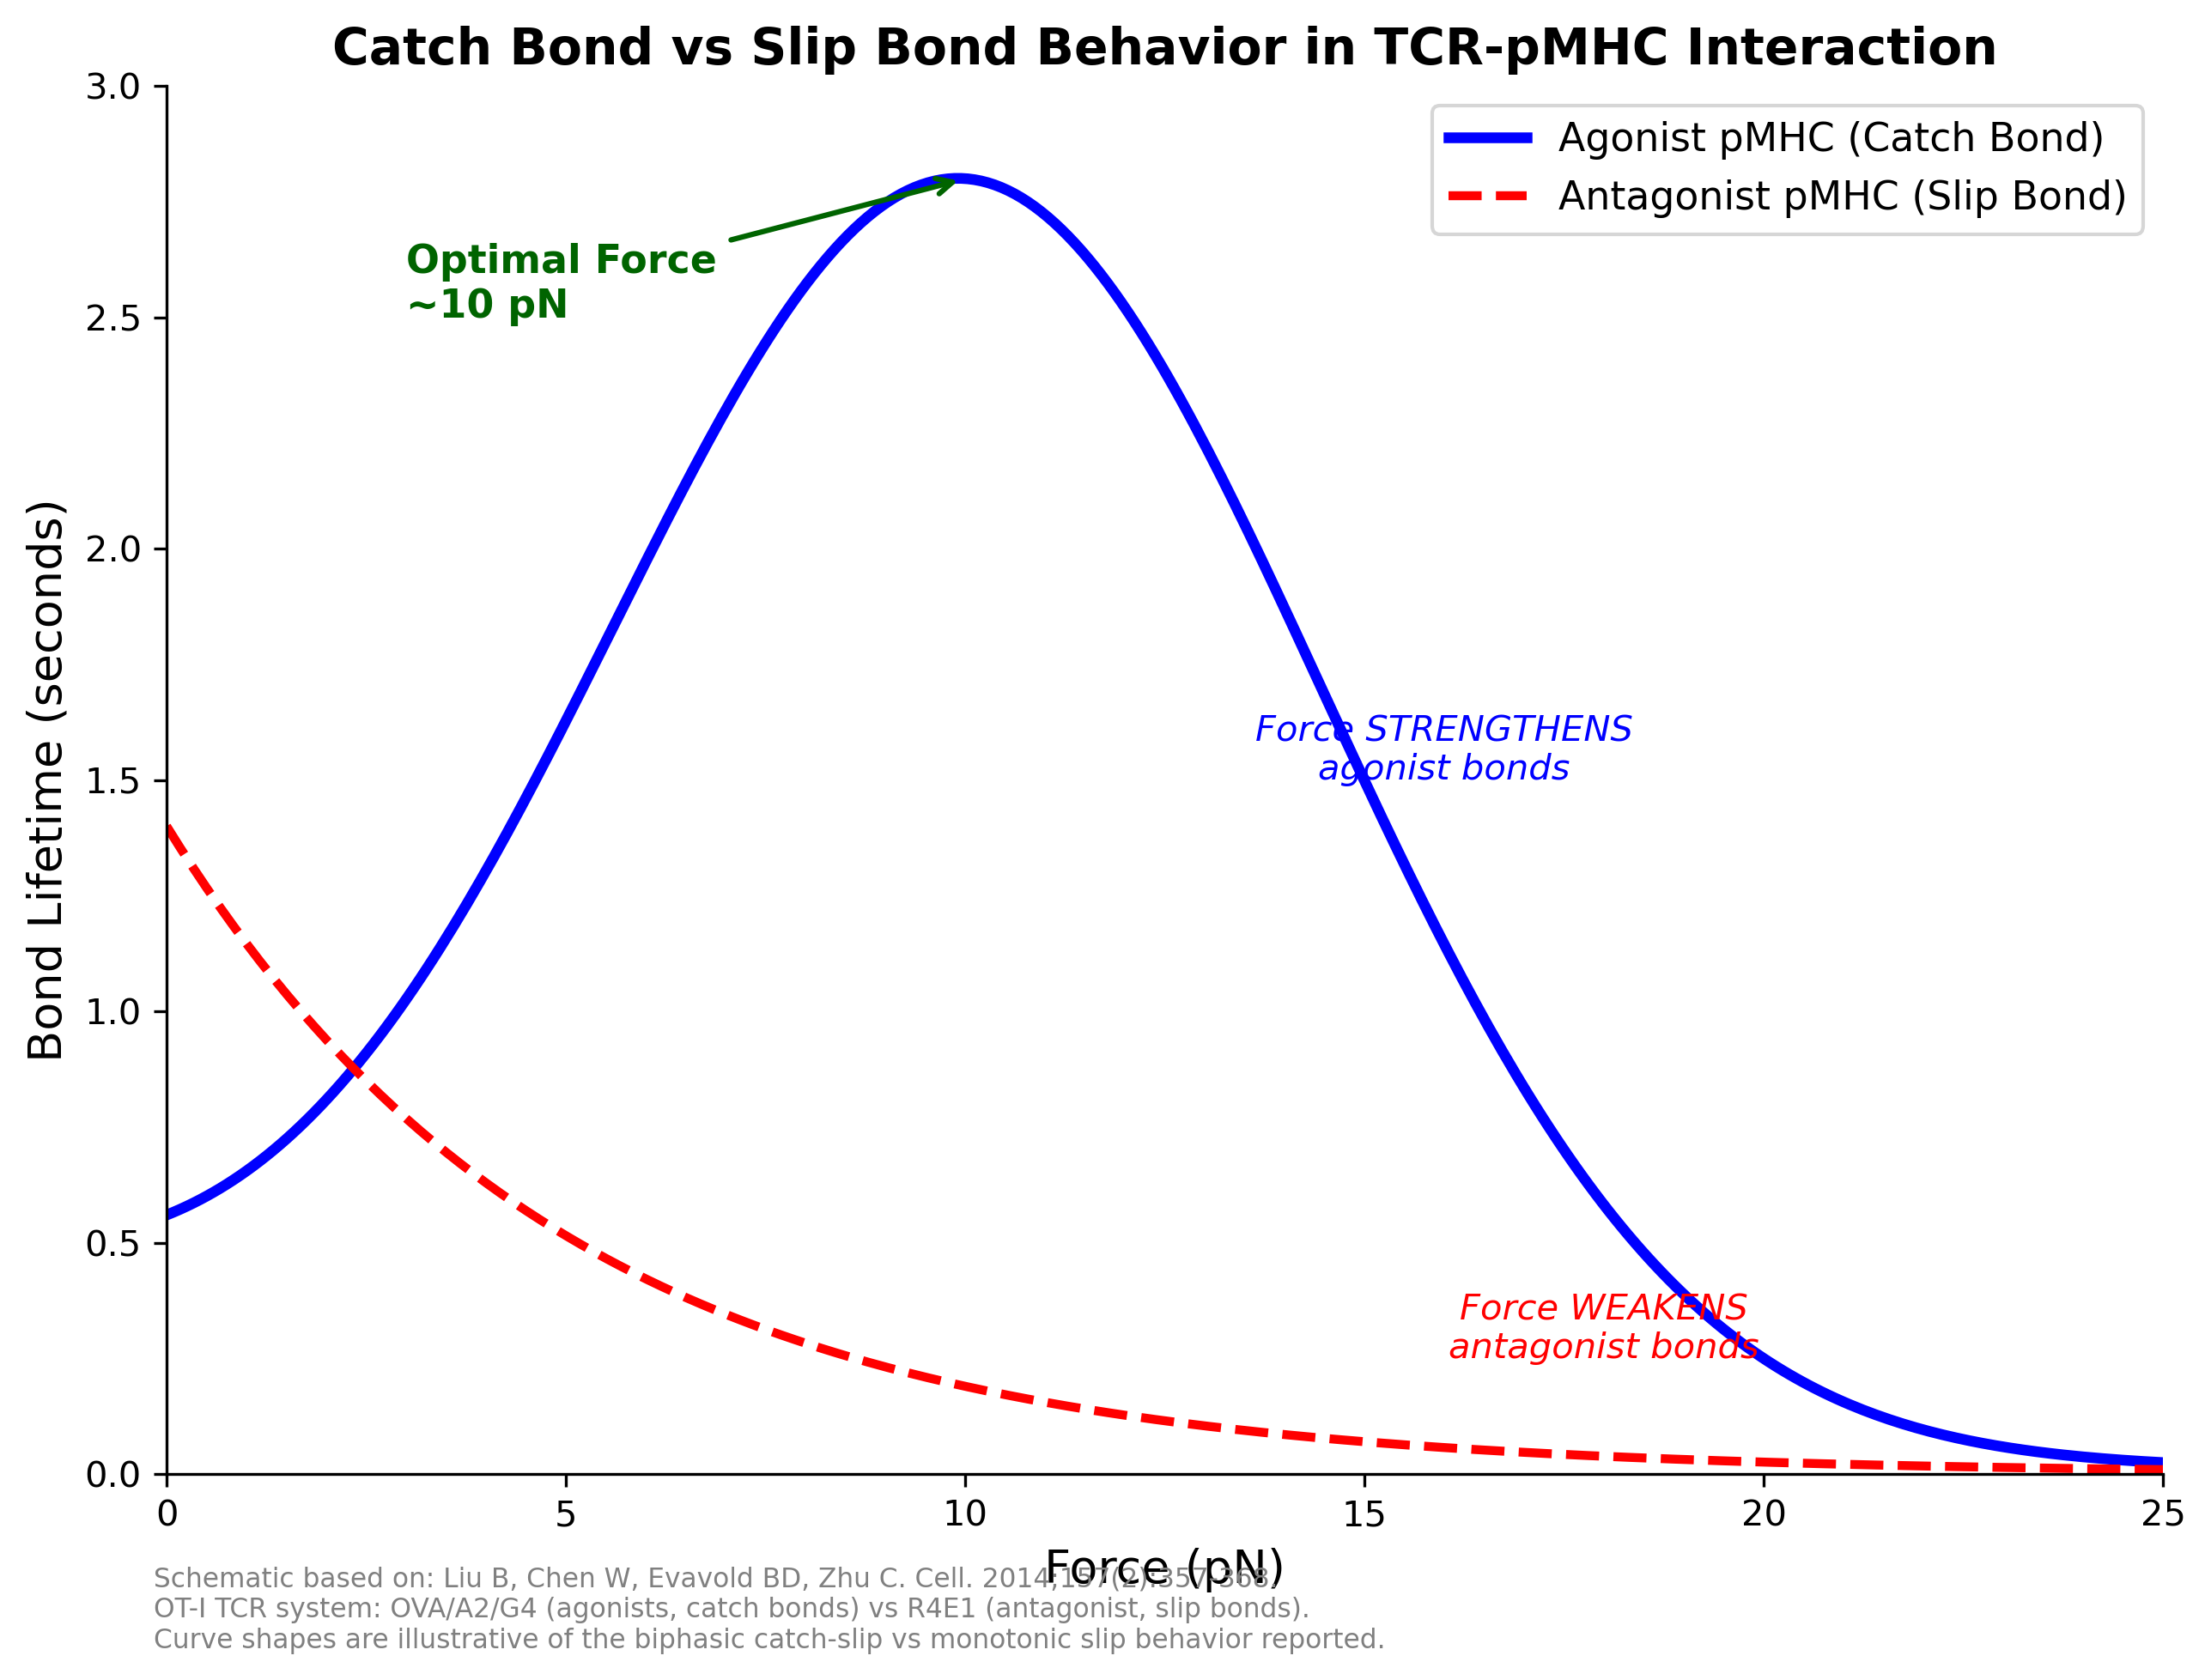 Catch Bond vs Slip Bond Behavior in TCR-pMHC Interaction
3.0
Agonist pMHC (Catch Bond)
Antagonist pMHC (Slip Bond)
Optimal Force
~10 pN
2.5
2.0
Bond Lifetime (seconds)
Force STRENGTHENS
agonist bonds
1.5
1.0
0.5
Force WEAKENS
antagonist bonds
0.0
0
5
10
15
20
25
Force (pN)
Schematic based on: Liu B, Chen W, Evavold BD, Zhu C. Cell. 2014;157(2):357-368.
OT-I TCR system: OVA/A2/G4 (agonists, catch bonds) vs R4E1 (antagonist, slip bonds).
Curve shapes are illustrative of the biphasic catch-slip vs monotonic slip behavior reported.